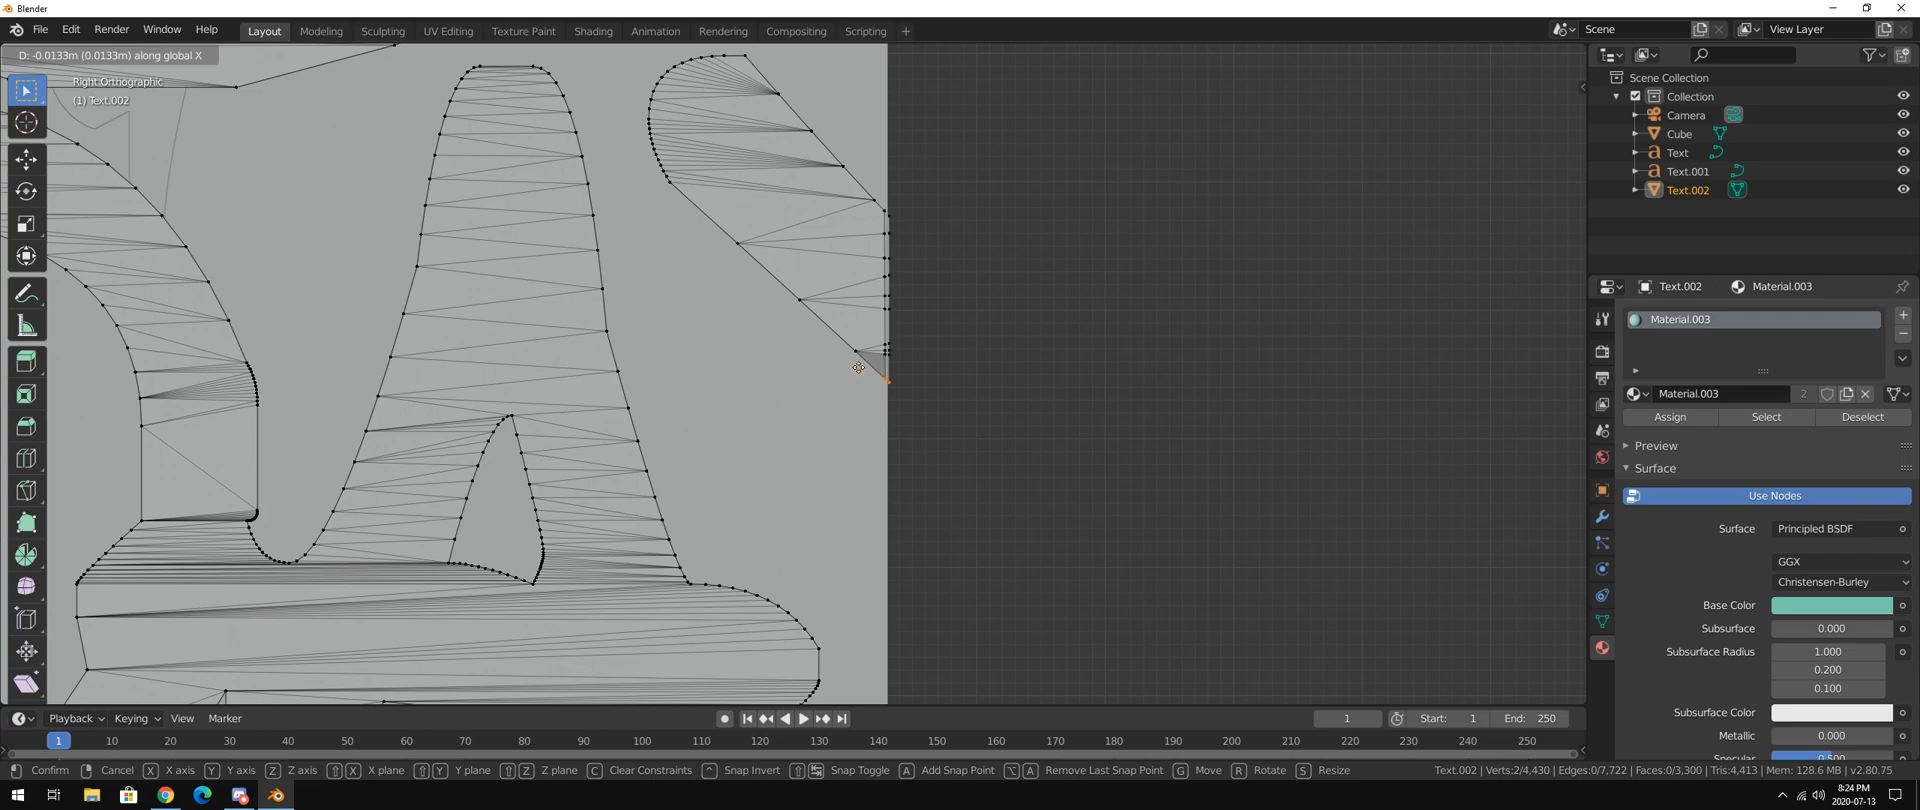 Blender
File Edit Render Window Help Layout Modeling Sculpting UV Editing Texture Paint Shading Animation Rendering Compositing Scripting + Scene View Layer
D: -0.0133m (0.0133m) along global X
Right Orthographic
(1) Text.002
Scene Collection
Collection
Camera
Cube
Text
Text.001
Text.002
Text.002 Material.003
Material.003
Material.003 2
Assign Select Deselect
Preview
Surface
Use Nodes
Surface Principled BSDF
GGX
Christensen-Burley
Base Color
Subsurface 0.000
Subsurface Radius 1.000
0.200
0.100
Subsurface Color
Metallic 0.000
Specular 0.500
Playback Keying View Marker 1 Start: 1 End: 250
1 10 20 30 40 50 60 70 80 90 100 110 120 130 140 150 160 170 180 190 200 210 220 230 240 250
Confirm Cancel X X axis Y Y axis Z Z axis X X plane Y Y plane Z Z plane C Clear Constraints Snap Invert Snap Toggle A Add Snap Point A Remove Last Snap Point G Move R Rotate S Resize Text.002 | Verts:2/4,430 | Edges:0/7,722 | Faces:0/3,300 | Tris:4,413 | Mem: 128.6 MB | v2.80.75
8:24 PM
2020-07-13